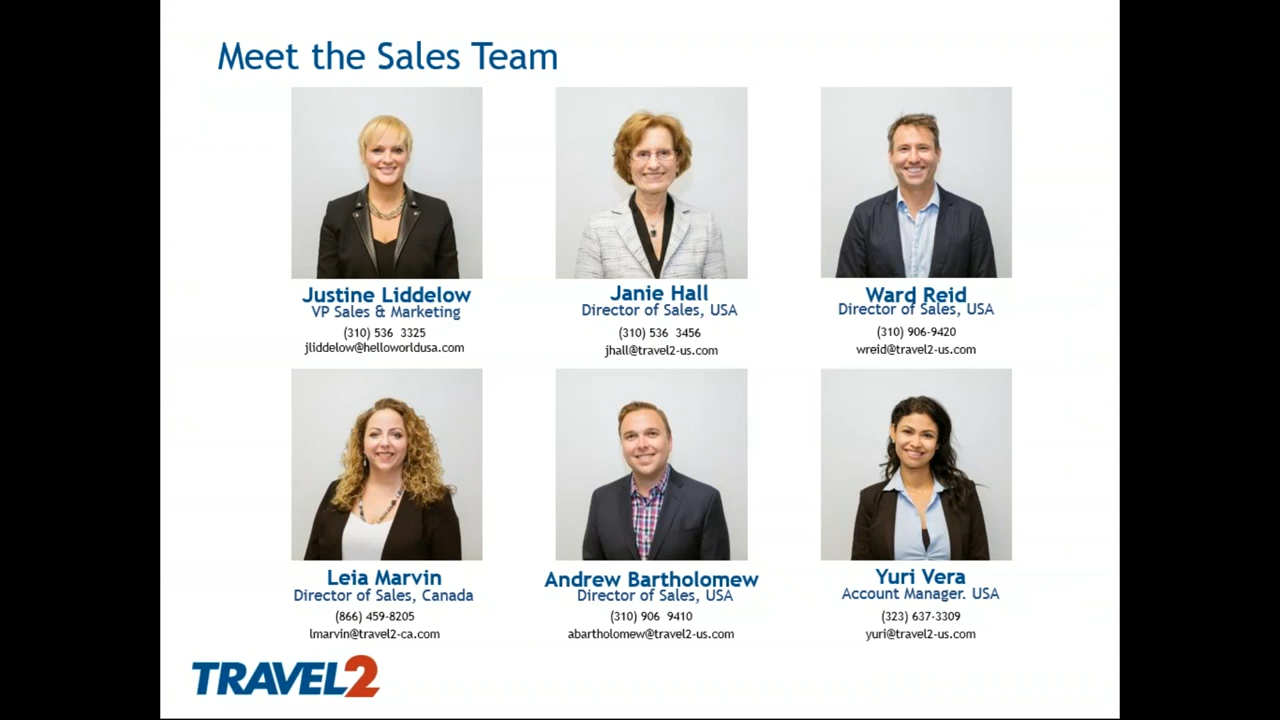 Meet the Sales Team
Justine Liddelow
VP Sales & Marketing
(310) 536 3325
jliddelow@helloworldusa.com
Janie Hall
Director of Sales, USA
(310) 536 3456
jhall@travel2-us.com
Ward Reid
Director of Sales, USA
(310) 906-9420
wreid@travel2-us.com
Leia Marvin
Director of Sales, Canada
(866) 459-8205
lmarvin@travel2-ca.com
Andrew Bartholomew
Director of Sales, USA
(310) 906 9410
abartholomew@travel2-us.com
Yuri Vera
Account Manager. USA
(323) 637-3309
yuri@travel2-us.com
TRAVEL2